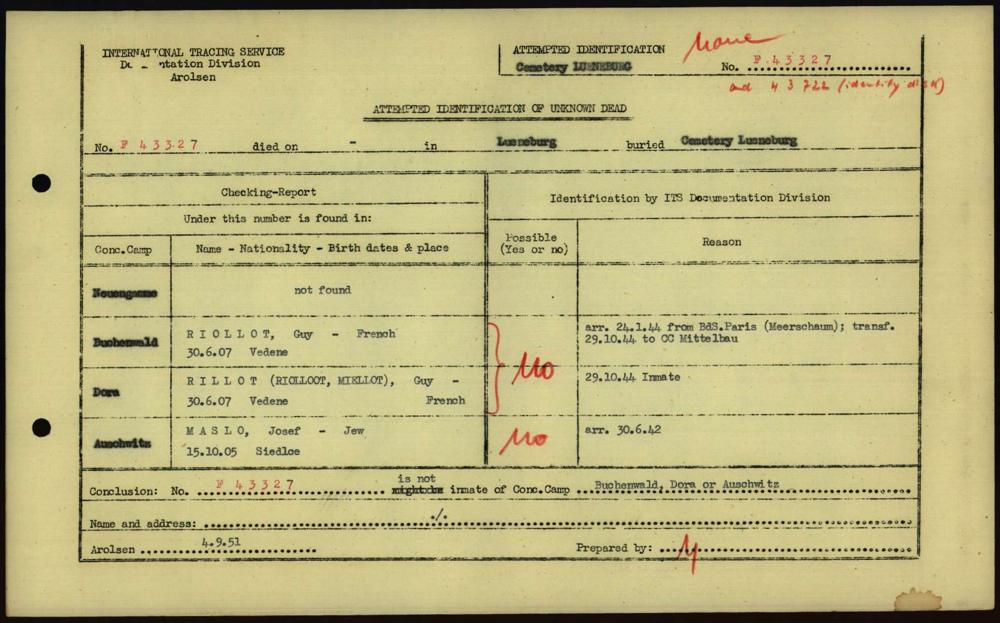 INTERNATIONAL TRACING SERVICE
Documentation Division
Arolsen
ATTEMPTED IDENTIFICATION
Cemetery LUENEBURG
None
No. F 43327
and 43722 (identity disk)
ATTEMPTED IDENTIFICATION OF UNKNOWN DEAD
No. F 43327 died on - in Lueneburg buried Cemetery Lueneburg
Checking-Report
Under this number is found in:
Identification by ITS Documentation Division
Conc.Camp Name - Nationality - Birth dates & place
Possible
(Yes or no)
Reason
Neuengamme not found
Buchenwald
RIOLLOT, Guy - French
30.6.07 Vedene
arr. 24.1.44 from BdS.Paris (Meerschaum); transf.
29.10.44 to CC Mittelbau
No
Dora
RILLOT (RIOLLOOT, MIELLOT), Guy -
30.6.07 Vedene French
29.10.44 Inmate
Auschwitz
MASLO, Josef - Jew
15.10.05 Siedlce
No
arr. 30.6.42
Conclusion: No. F 43327 is not might be inmate of Conc.Camp Buchenwald, Dora or Auschwitz
Name and address: ./.
Arolsen 4.9.51 Prepared by: